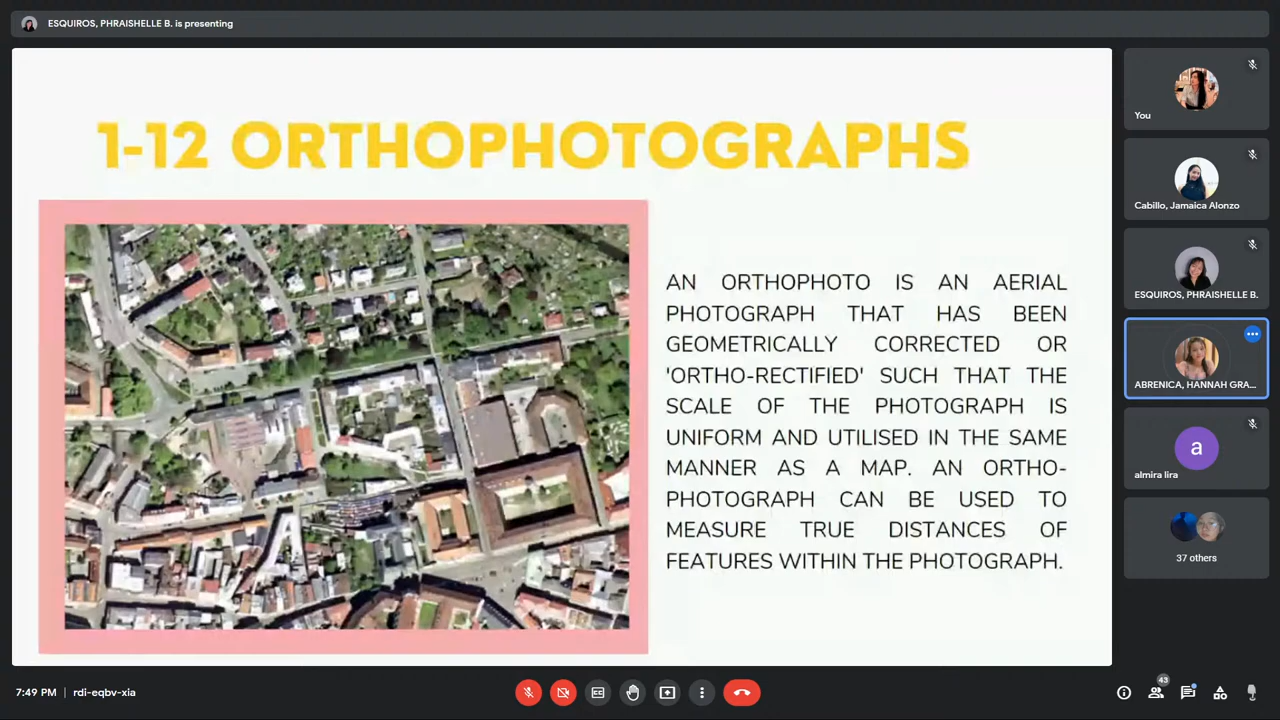 ESQUIROS, PHRAISHELLE B. is presenting
1-12 ORTHOPHOTOGRAPHS
AN ORTHOPHOTO IS AN AERIAL
PHOTOGRAPH THAT HAS BEEN
GEOMETRICALLY CORRECTED OR
'ORTHO-RECTIFIED' SUCH THAT THE
SCALE OF THE PHOTOGRAPH IS
UNIFORM AND UTILISED IN THE SAME
MANNER AS A MAP. AN ORTHO-
PHOTOGRAPH CAN BE USED TO
MEASURE TRUE DISTANCES OF
FEATURES WITHIN THE PHOTOGRAPH.
You
Cabillo, Jamaica Alonzo
ESQUIROS, PHRAISHELLE B.
ABRENICA, HANNAH GRA...
a
almira lira
37 others
7:49 PM | rdi-eqbv-xia
43